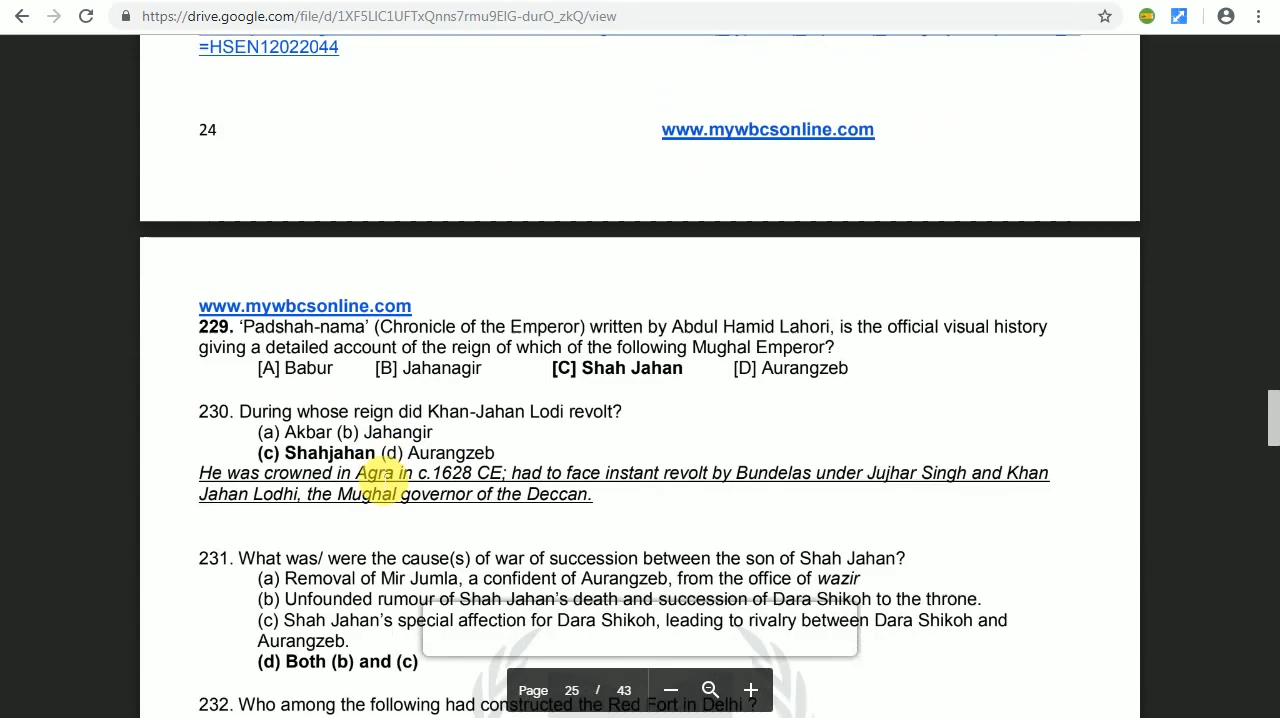 https://drive.google.com/file/d/1XF5LIC1UFTxQnns7rmu9EIG-durO_zkQ/view
=HSEN12022044
24 www.mywbcsonline.com
www.mywbcsonline.com
229. ‘Padshah-nama’ (Chronicle of the Emperor) written by Abdul Hamid Lahori, is the official visual history
giving a detailed account of the reign of which of the following Mughal Emperor?
[A] Babur [B] Jahanagir [C] Shah Jahan [D] Aurangzeb
230. During whose reign did Khan-Jahan Lodi revolt?
(a) Akbar (b) Jahangir
(c) Shahjahan (d) Aurangzeb
He was crowned in Agra in c.1628 CE; had to face instant revolt by Bundelas under Jujhar Singh and Khan
Jahan Lodhi, the Mughal governor of the Deccan.
231. What was/ were the cause(s) of war of succession between the son of Shah Jahan?
(a) Removal of Mir Jumla, a confident of Aurangzeb, from the office of wazir
(b) Unfounded rumour of Shah Jahan’s death and succession of Dara Shikoh to the throne.
(c) Shah Jahan’s special affection for Dara Shikoh, leading to rivalry between Dara Shikoh and
Aurangzeb.
(d) Both (b) and (c)
232. Who among the following had constructed the Red Fort in Delhi ?
Page 25 / 43